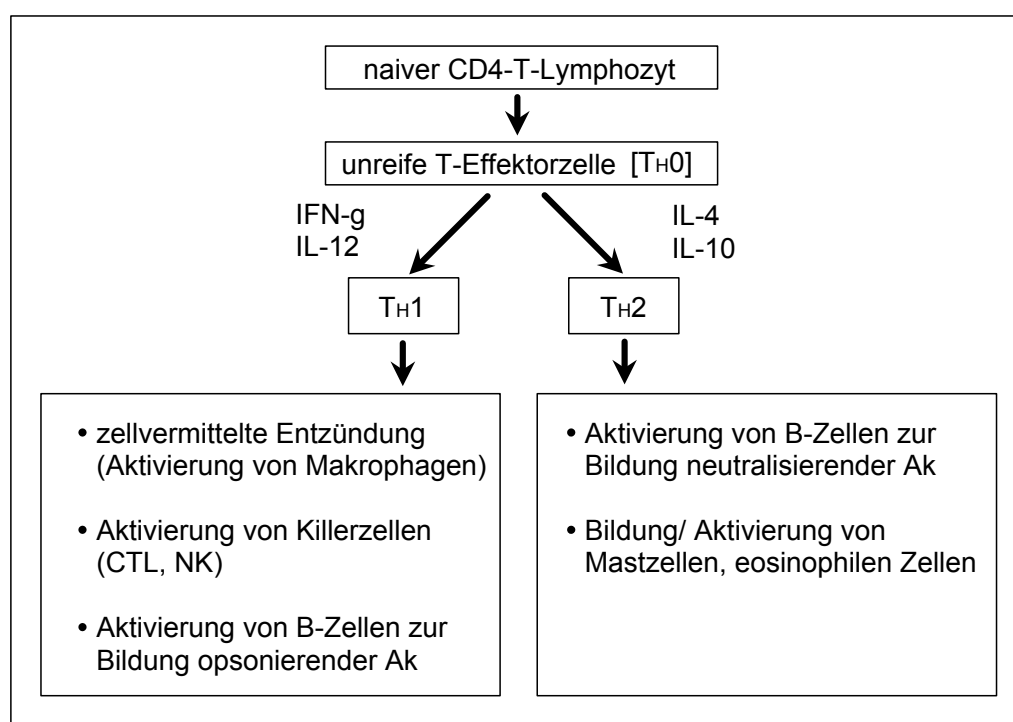 naiver CD4-T-Lymphozyt
unreife T-Effektorzelle [TH0]
IFN-g
IL-12
IL-4
IL-10
TH1
TH2
• zellvermittelte Entzündung
(Aktivierung von Makrophagen)
• Aktivierung von Killerzellen
(CTL, NK)
• Aktivierung von B-Zellen zur
Bildung opsonierender Ak
• Aktivierung von B-Zellen zur
Bildung neutralisierender Ak
• Bildung/ Aktivierung von
Mastzellen, eosinophilen Zellen